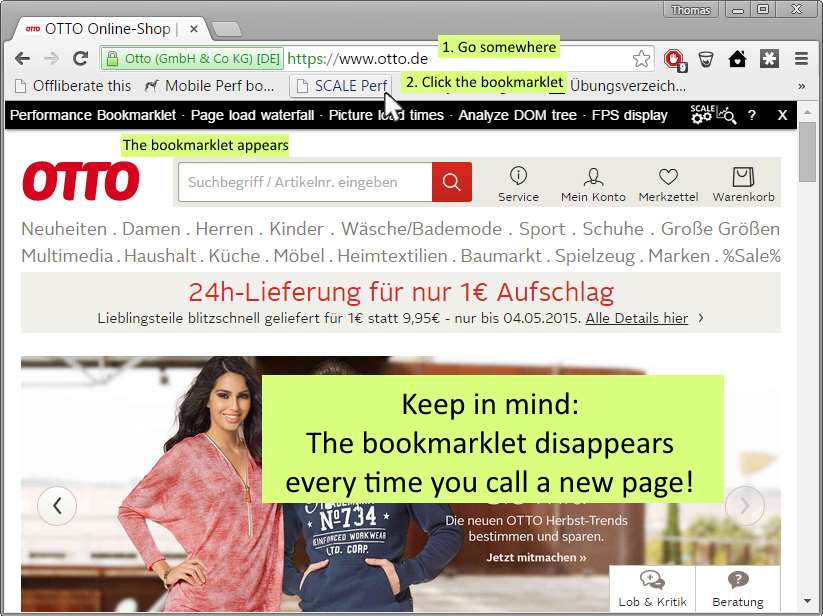 Thomas
OTTO Online-Shop |
Otto (GmbH & Co KG) [DE] https://www.otto.de
1. Go somewhere
Offliberate this
Mobile Perf bo...
SCALE Perf
2. Click the bookmarklet
Übungsverzeich...
»
Performance Bookmarklet · Page load waterfall · Picture load times · Analyze DOM tree · FPS display
SCALE
? X
The bookmarklet appears
OTTO
Suchbegriff / Artikelnr. eingeben
Service Mein Konto Merkzettel Warenkorb
Neuheiten . Damen . Herren . Kinder . Wäsche/Bademode . Sport . Schuhe . Große Größen
Multimedia . Haushalt . Küche . Möbel . Heimtextilien . Baumarkt . Spielzeug . Marken . %Sale%
24h-Lieferung für nur 1€ Aufschlag
Lieblingsteile blitzschnell geliefert für 1€ statt 9,95€ - nur bis 04.05.2015. Alle Details hier ›
Keep in mind:
The bookmarklet disappears
every time you call a new page!
Nº734
REINFORCED WORKWEAR
LTD. CORP.
Die neuen OTTO Herbst-Trends
bestimmen und sparen.
Jetzt mitmachen »
Lob & Kritik
Beratung